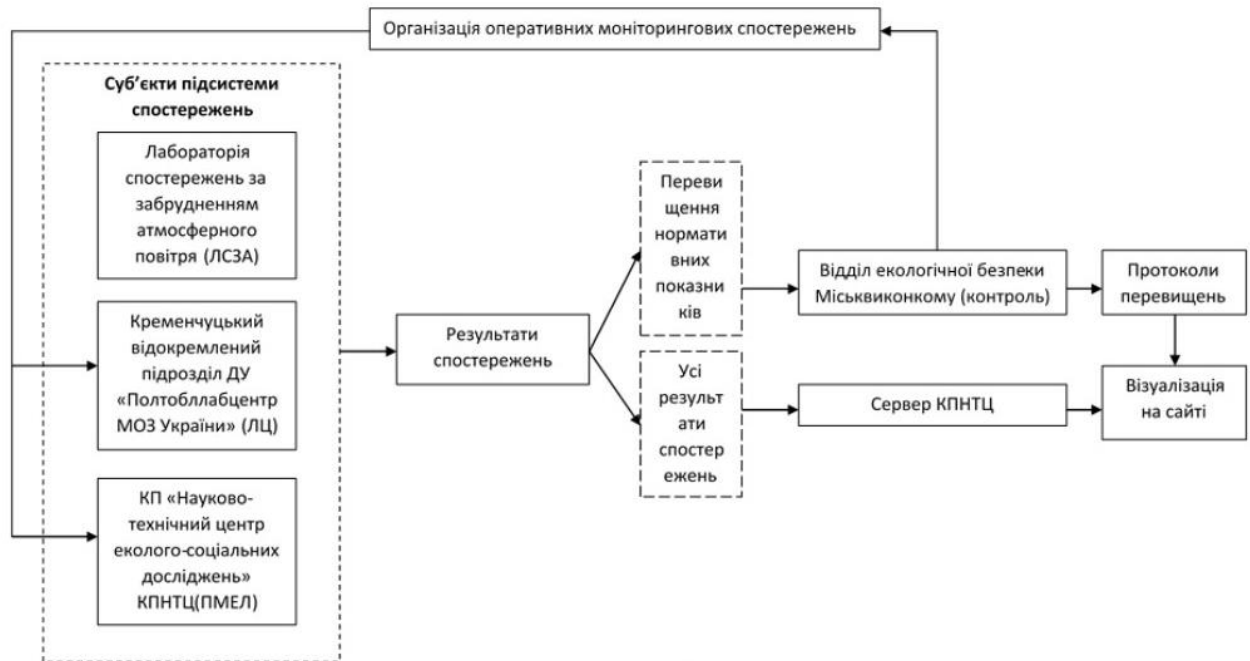 Організація оперативних моніторингових спостережень
Суб’єкти підсистеми
спостережень
Лабораторія
спостережень за
забрудненням
атмосферного
повітря (ЛСЗА)
Кременчуцький
відокремлений
підрозділ ДУ
«Полтобллабцентр
МОЗ України» (ЛЦ)
КП «Науково-
технічний центр
еколого-соціальних
досліджень»
КПНТЦ(ПМЕЛ)
Результати
спостережень
Переви
щення
нормати
вних
показни
ків
Усі
результ
ати
спостер
ежень
Відділ екологічної безпеки
Міськвиконкому (контроль)
Сервер КПНТЦ
Протоколи
перевищень
Візуалізація
на сайті